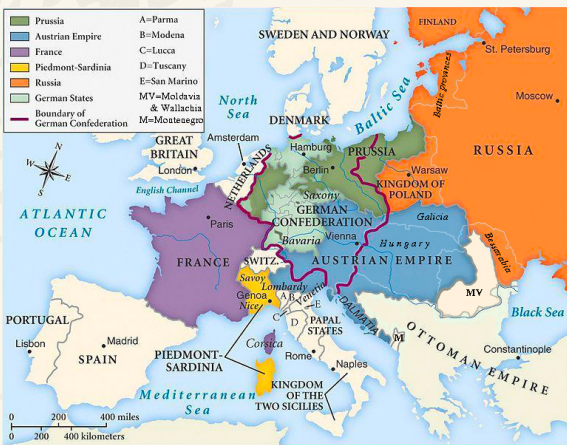 Prussia
Austrian Empire
France
Piedmont-Sardinia
Russia
German States
Boundary of
German Confederation
A=Parma
B=Modena
C=Lucca
D=Tuscany
E=San Marino
MV=Moldavia
& Wallachia
M=Montenegro
SWEDEN AND NORWAY
FINLAND
St. Petersburg
Baltic provinces
Moscow
North
Sea
Baltic Sea
DENMARK
GREAT
BRITAIN
Amsterdam
Hamburg
PRUSSIA
RUSSIA
London
NETHERLANDS
Berlin
Warsaw
KINGDOM OF
POLAND
N
W
E
S
English Channel
Saxony
ATLANTIC
OCEAN
Paris
GERMAN
CONFEDERATION
Galicia
Bavaria
Vienna
Hungary
Bessarabia
FRANCE
SWITZ.
AUSTRIAN EMPIRE
Savoy
Lombardy
Venetia
MV
Genoa
Nice
A
B
C
D
E
DALMATIA
M
Black Sea
PORTUGAL
Lisbon
Madrid
SPAIN
PIEDMONT-
SARDINIA
Corsica
PAPAL
STATES
Rome
Naples
OTTOMAN EMPIRE
Constantinople
Mediterranean
Sea
KINGDOM
OF THE
TWO SICILIES
0 200 400 miles
0 200 400 kilometers